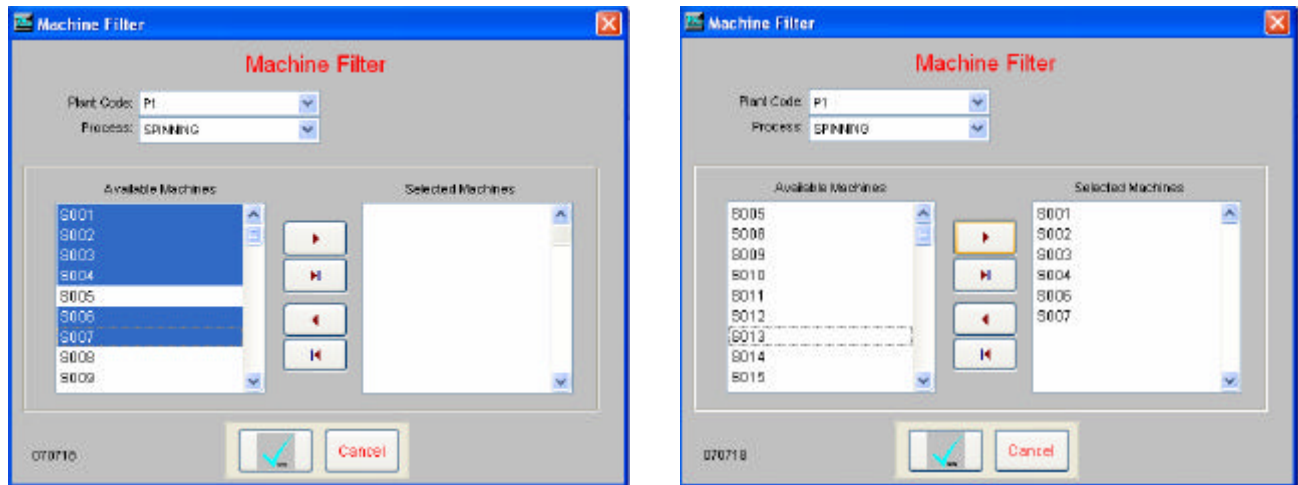 Machine Filter
Machine Filter
Plant Code: P1
Process: SPINNING
Available Machines
Selected Machines
S001
S002
S003
S004
S005
S006
S007
S008
S009
Cancel
070718
Machine Filter
Machine Filter
Plant Code: P1
Process: SPINNING
Available Machines
Selected Machines
S005
S008
S009
S010
S011
S012
S013
S014
S015
S001
S002
S003
S004
S006
S007
Cancel
070718